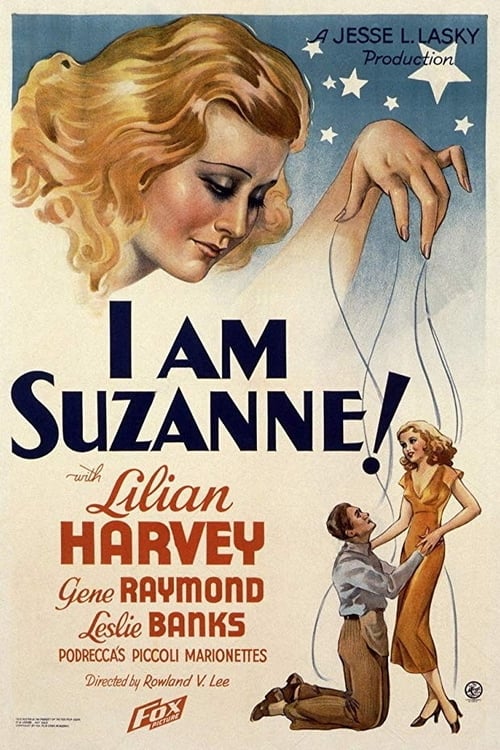 A JESSE L. LASKY
Production
I AM
SUZANNE!
with
Lilian
HARVEY
Gene RAYMOND
Leslie BANKS
PODRECCA'S PICCOLI MARIONETTES
Directed by Rowland V. Lee
FOX
PICTURE